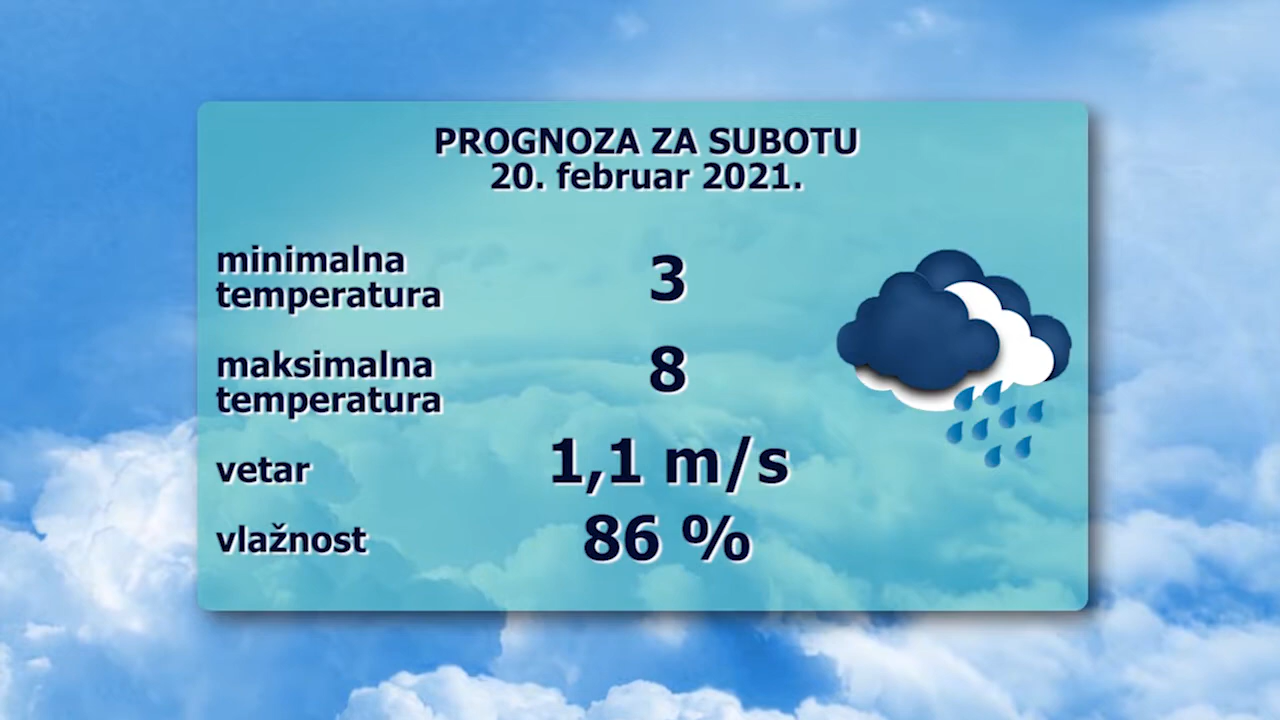 PROGNOZA ZA SUBOTU
20. februar 2021.
minimalna
temperatura
3
maksimalna
temperatura
8
vetar
1,1 m/s
vlažnost
86 %